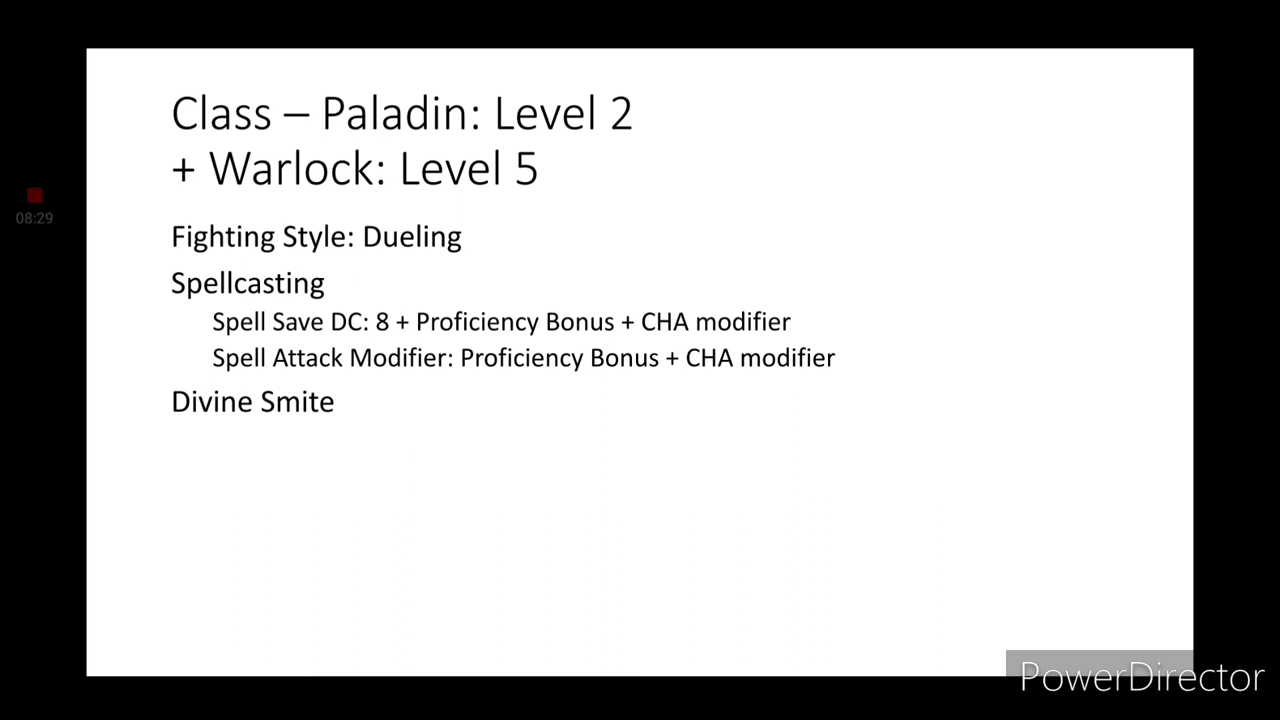 Class – Paladin: Level 2
+ Warlock: Level 5
08:29
Fighting Style: Dueling
Spellcasting
Spell Save DC: 8 + Proficiency Bonus + CHA modifier
Spell Attack Modifier: Proficiency Bonus + CHA modifier
Divine Smite
PowerDirector